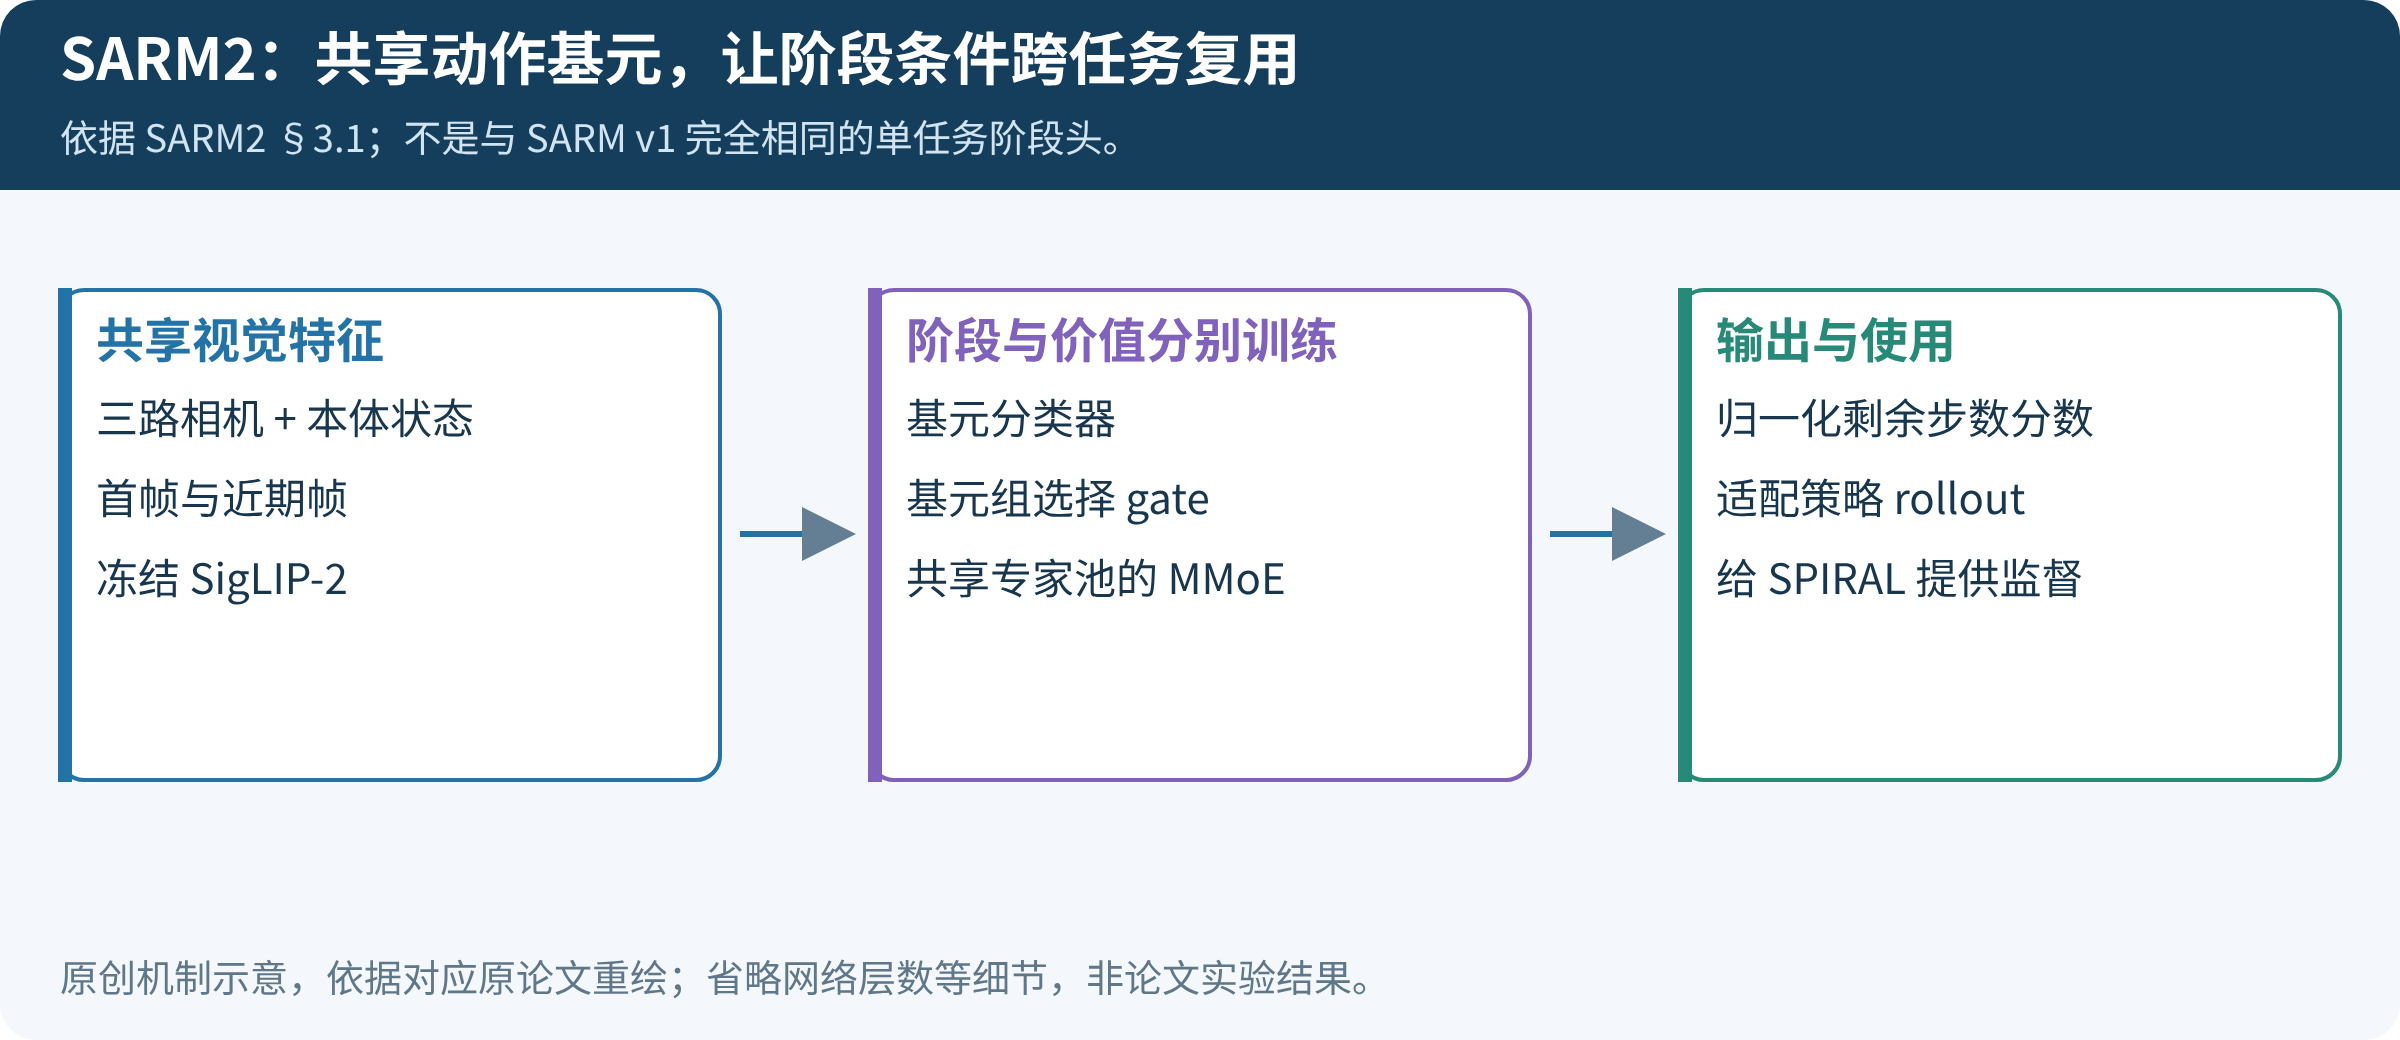 SARM2：共享动作基元，让阶段条件跨任务复用
依据 SARM2 §3.1；不是与 SARM v1 完全相同的单任务阶段头。
共享视觉特征
三路相机 + 本体状态
首帧与近期帧
冻结 SigLIP-2
阶段与价值分别训练
基元分类器
基元组选择 gate
共享专家池的 MMoE
输出与使用
归一化剩余步数分数
适配策略 rollout
给 SPIRAL 提供监督
原创机制示意，依据对应原论文重绘；省略网络层数等细节，非论文实验结果。